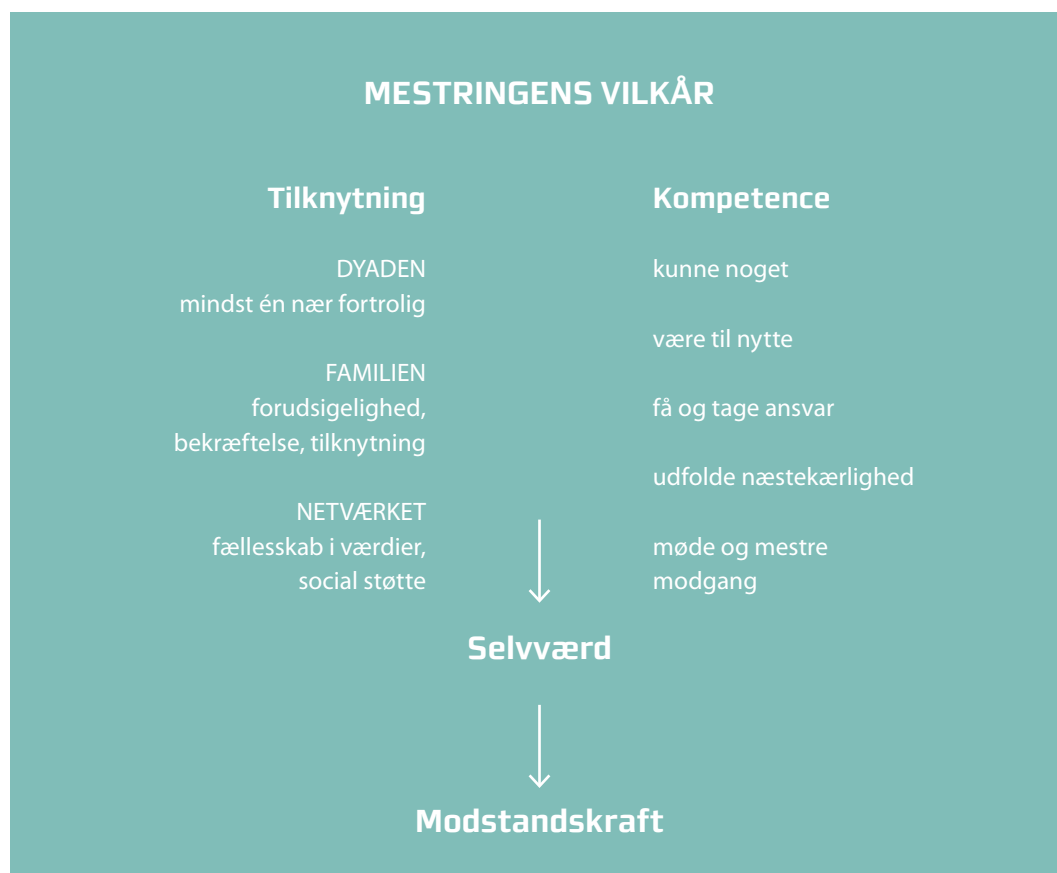 MESTRINGENS VILKÅR
Tilknytning
DYADEN
mindst én nær fortrolig
FAMILIEN
forudsigelighed,
bekræftelse, tilknytning
NETVÆRKET
fællesskab i værdier,
social støtte
Kompetence
kunne noget
være til nytte
få og tage ansvar
udfolde næstekærlighed
møde og mestre
modgang
Selvværd
Modstandskraft